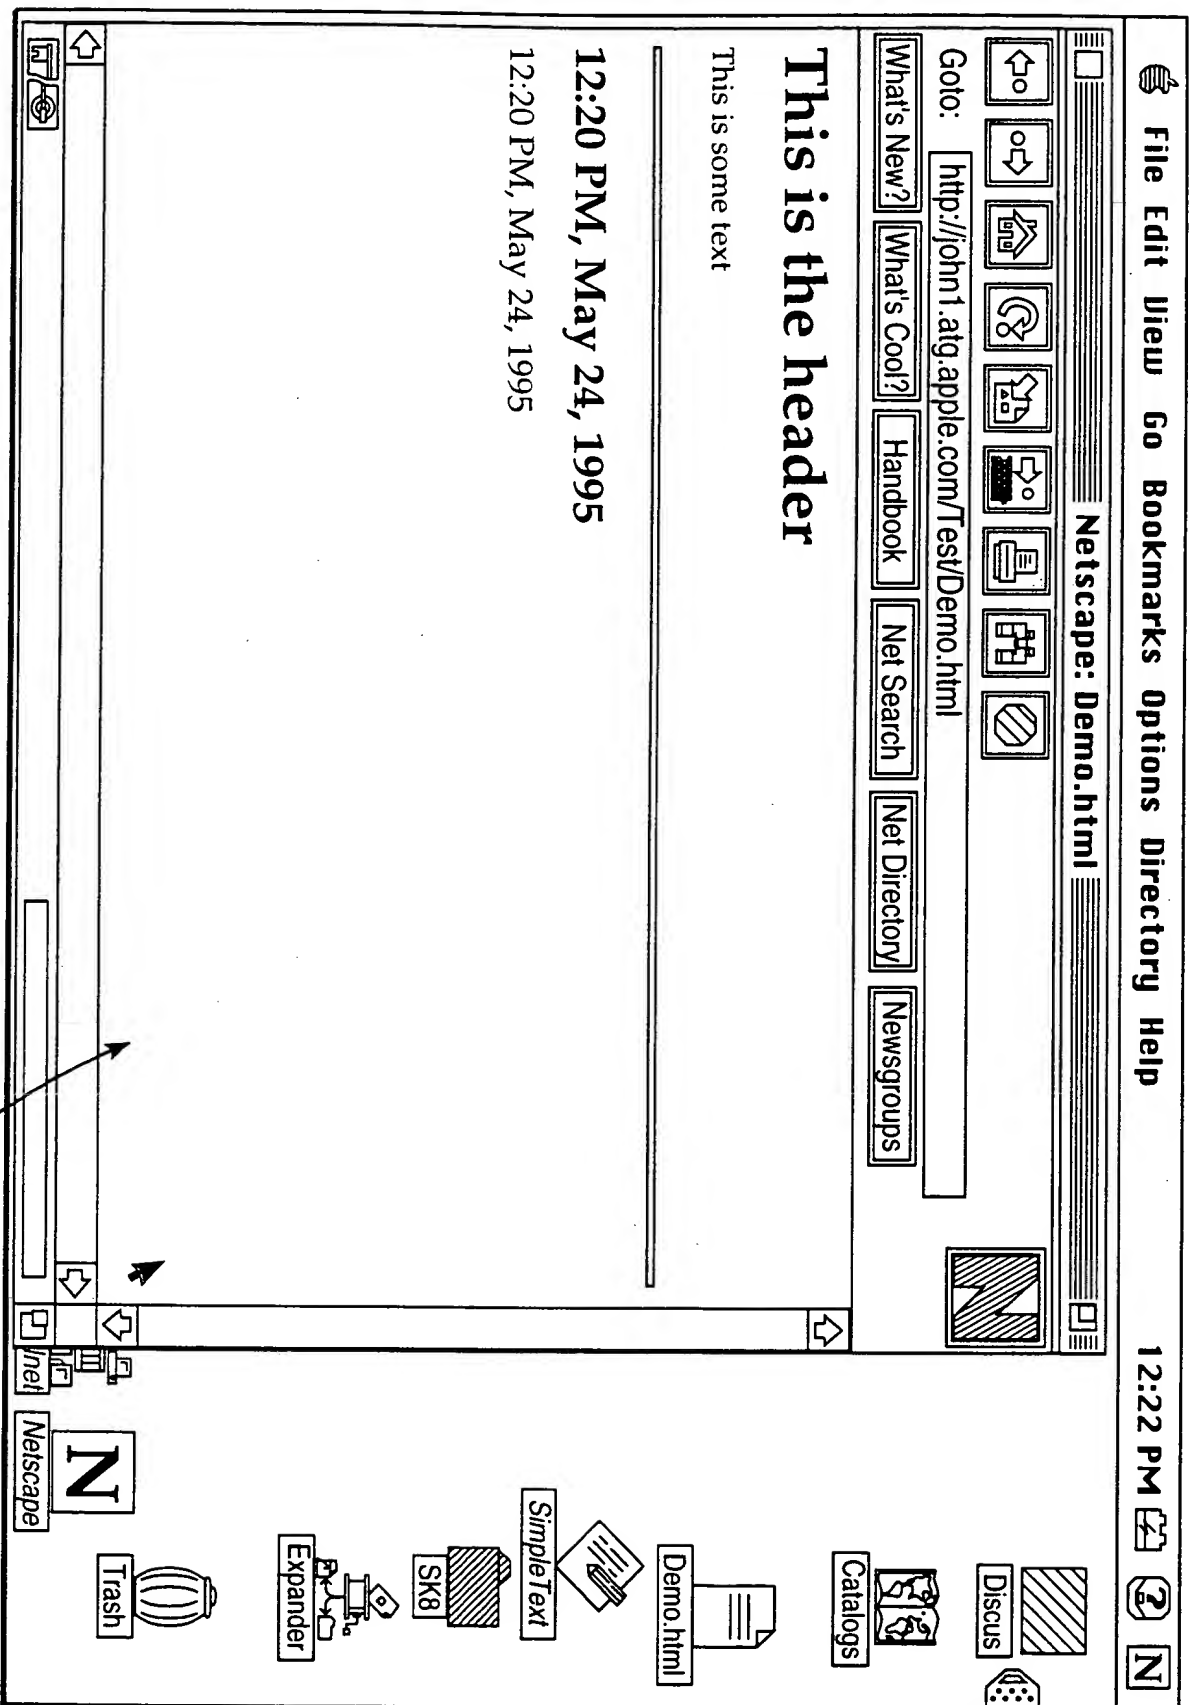 File Edit View Go Bookmarks Options Directory Help 12:22 PM ? N
Netscape: Demo.html
Goto: http://john1.atg.apple.com/Test/Demo.html
What's New? What's Cool? Handbook Net Search Net Directory Newsgroups
N
This is the header
This is some text
12:20 PM, May 24, 1995
12:20 PM, May 24, 1995
Discus
Catalogs
Demo.html
SimpleText
SK8
Expander
Trash
N
Netscape